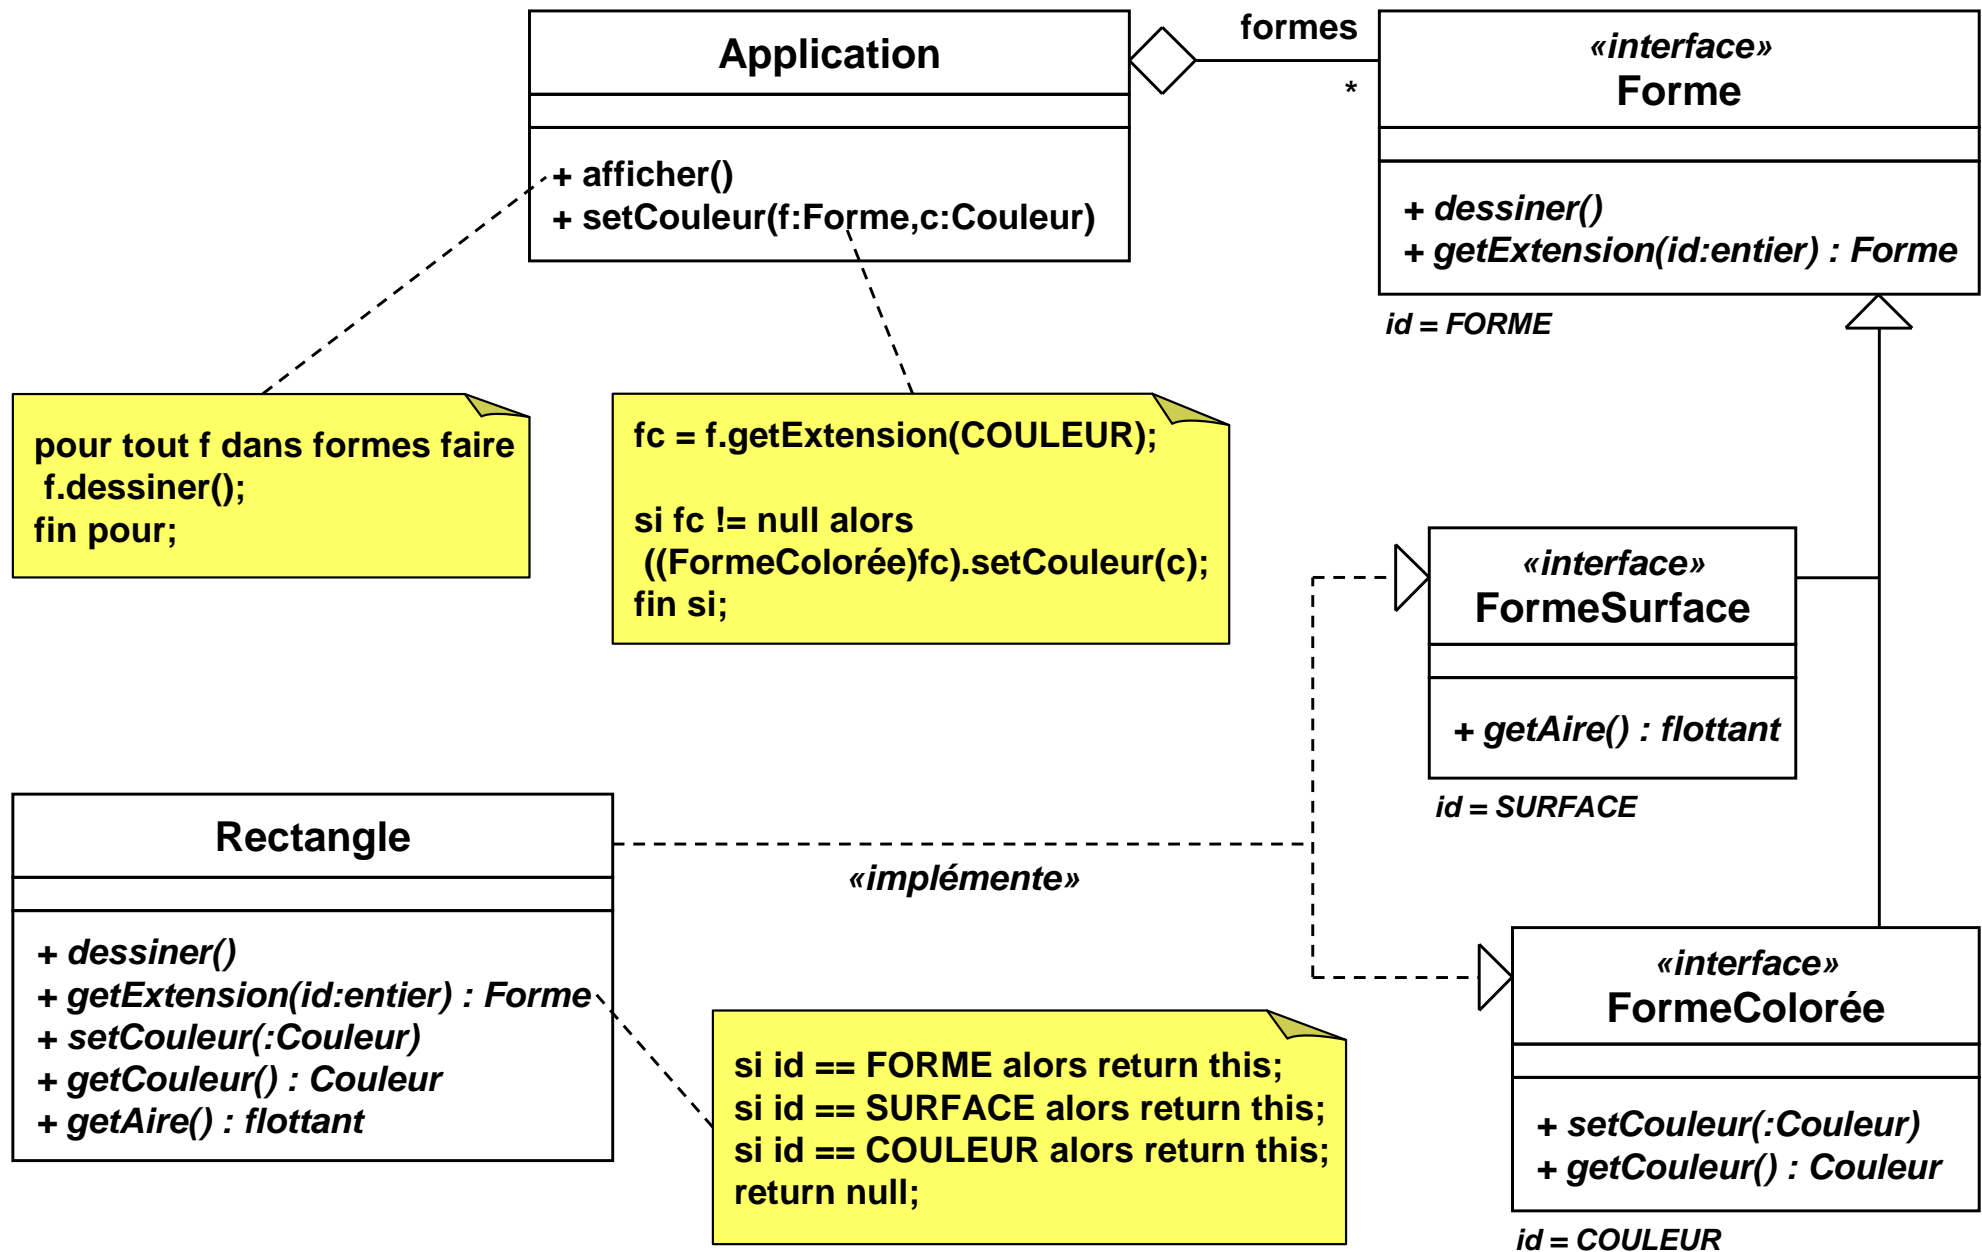 Application
+ afficher()
+ setCouleur(f:Forme,c:Couleur)
formes
*
«interface»
Forme
+ dessiner()
+ getExtension(id:entier) : Forme
id = FORME
pour tout f dans formes faire
f.dessiner();
fin pour;
fc = f.getExtension(COULEUR);
si fc != null alors
((FormeColorée)fc).setCouleur(c);
fin si;
«interface»
FormeSurface
+ getAire() : flottant
id = SURFACE
Rectangle
+ dessiner()
+ getExtension(id:entier) : Forme
+ setCouleur(:Couleur)
+ getCouleur() : Couleur
+ getAire() : flottant
«implémente»
si id == FORME alors return this;
si id == SURFACE alors return this;
si id == COULEUR alors return this;
return null;
«interface»
FormeColorée
+ setCouleur(:Couleur)
+ getCouleur() : Couleur
id = COULEUR